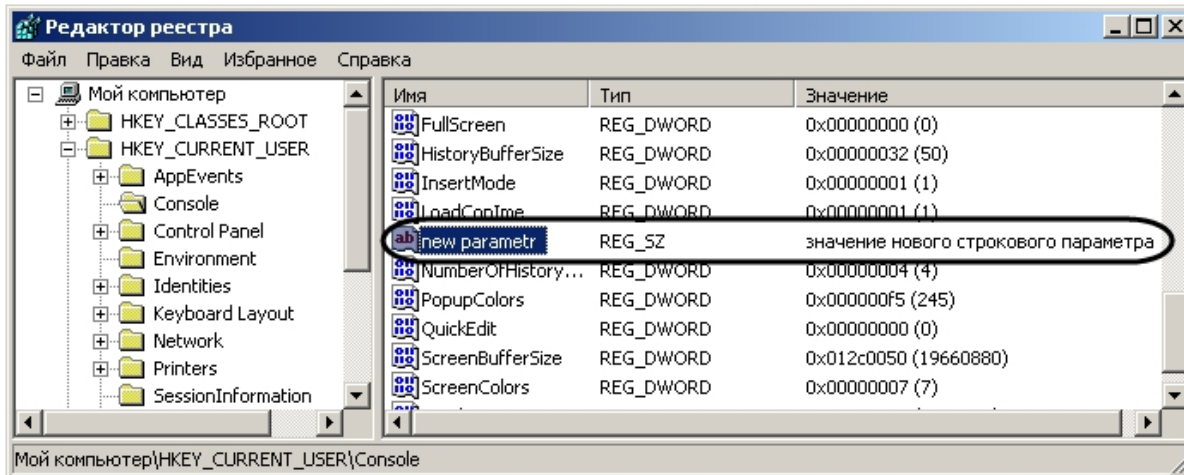 Редактор реестра
Файл Правка Вид Избранное Справка
Мой компьютер
HKEY_CLASSES_ROOT
HKEY_CURRENT_USER
AppEvents
Console
Control Panel
Environment
Identities
Keyboard Layout
Network
Printers
SessionInformation
Имя Тип Значение
FullScreen REG_DWORD 0x00000000 (0)
HistoryBufferSize REG_DWORD 0x00000032 (50)
InsertMode REG_DWORD 0x00000001 (1)
LoadConIme REG_DWORD 0x00000001 (1)
new parametr REG_SZ значение нового строкового параметра
NumberOfHistory... REG_DWORD 0x00000004 (4)
PopupColors REG_DWORD 0x000000f5 (245)
QuickEdit REG_DWORD 0x00000000 (0)
ScreenBufferSize REG_DWORD 0x012c0050 (19660880)
ScreenColors REG_DWORD 0x00000007 (7)
Мой компьютер\HKEY_CURRENT_USER\Console